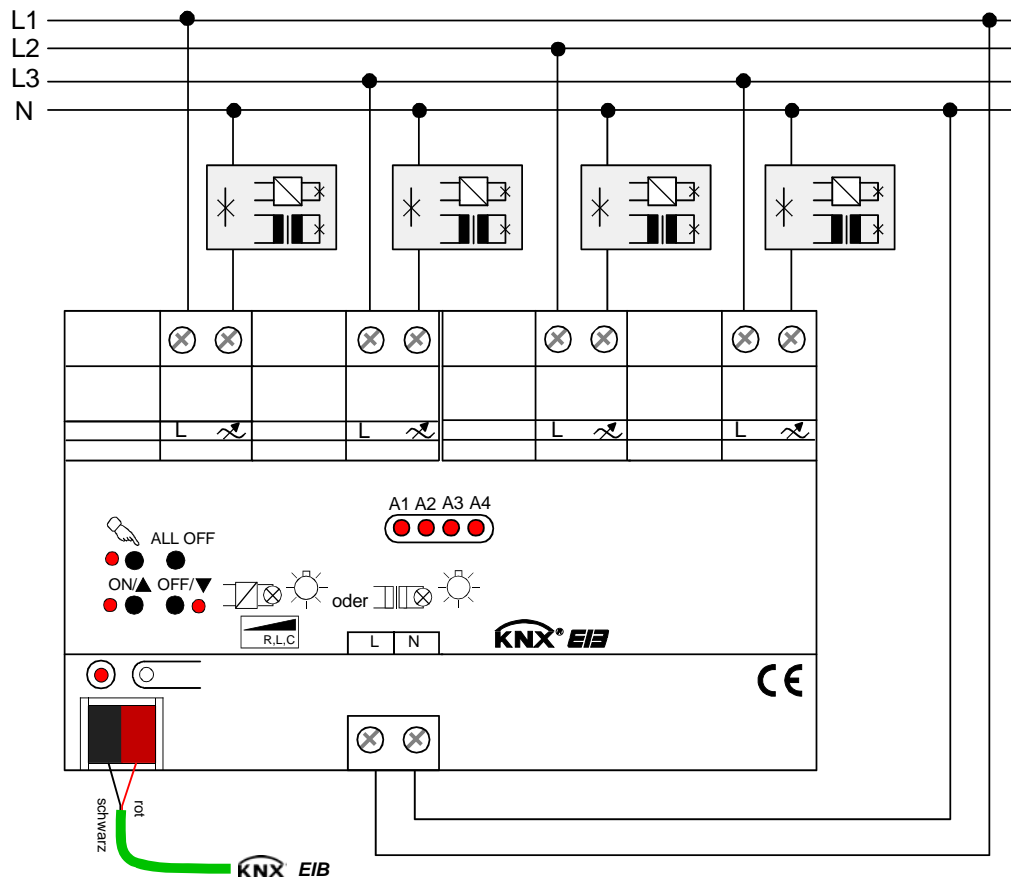 L1
L2
L3
N
L L L L
A1 A2 A3 A4
ALL OFF
ON/▲ OFF/▼
oder
R,L,C
L N
KNX® EIB
CE
rot
schwarz
KNX EIB